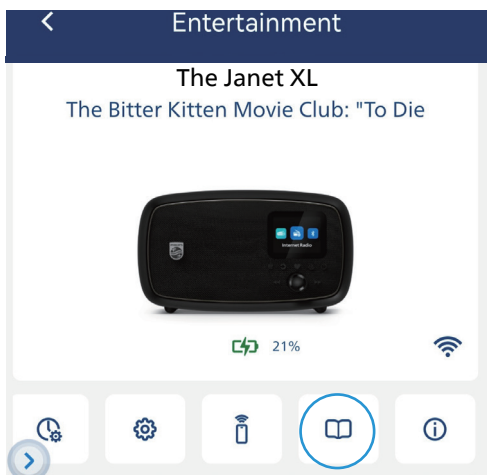 Entertainment
The Janet XL
The Bitter Kitten Movie Club: "To Die
Internet Radio
21%